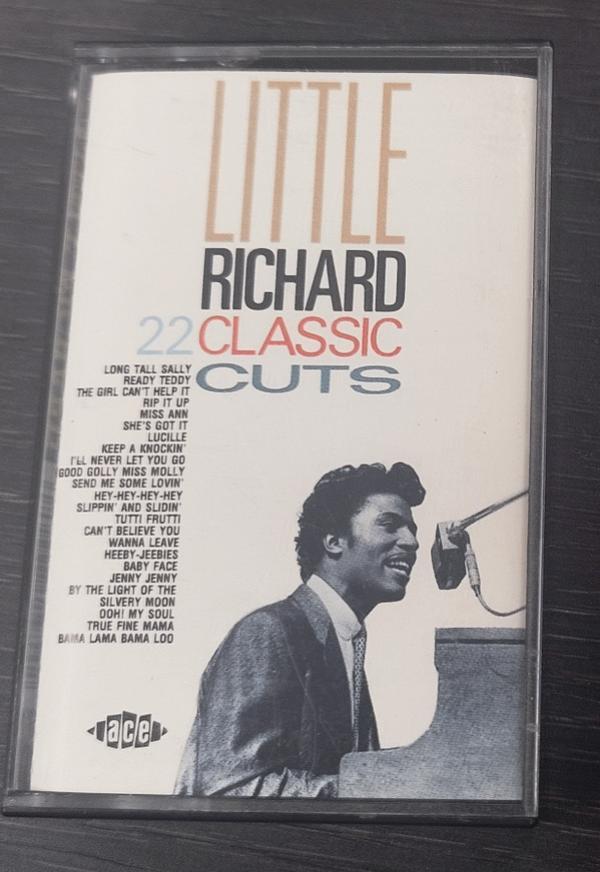 LITTLE
RICHARD
22 CLASSIC
CUTS
LONG TALL SALLY
READY TEDDY
THE GIRL CAN'T HELP IT
RIP IT UP
MISS ANN
SHE'S GOT IT
LUCILLE
KEEP A KNOCKIN'
I'LL NEVER LET YOU GO
GOOD GOLLY MISS MOLLY
SEND ME SOME LOVIN'
HEY-HEY-HEY-HEY
SLIPPIN' AND SLIDIN'
TUTTI FRUTTI
CAN'T BELIEVE YOU
WANNA LEAVE
HEEBY-JEEBIES
BABY FACE
JENNY JENNY
BY THE LIGHT OF THE
SILVERY MOON
OOH! MY SOUL
TRUE FINE MAMA
BAMA LAMA BAMA LOO
ace